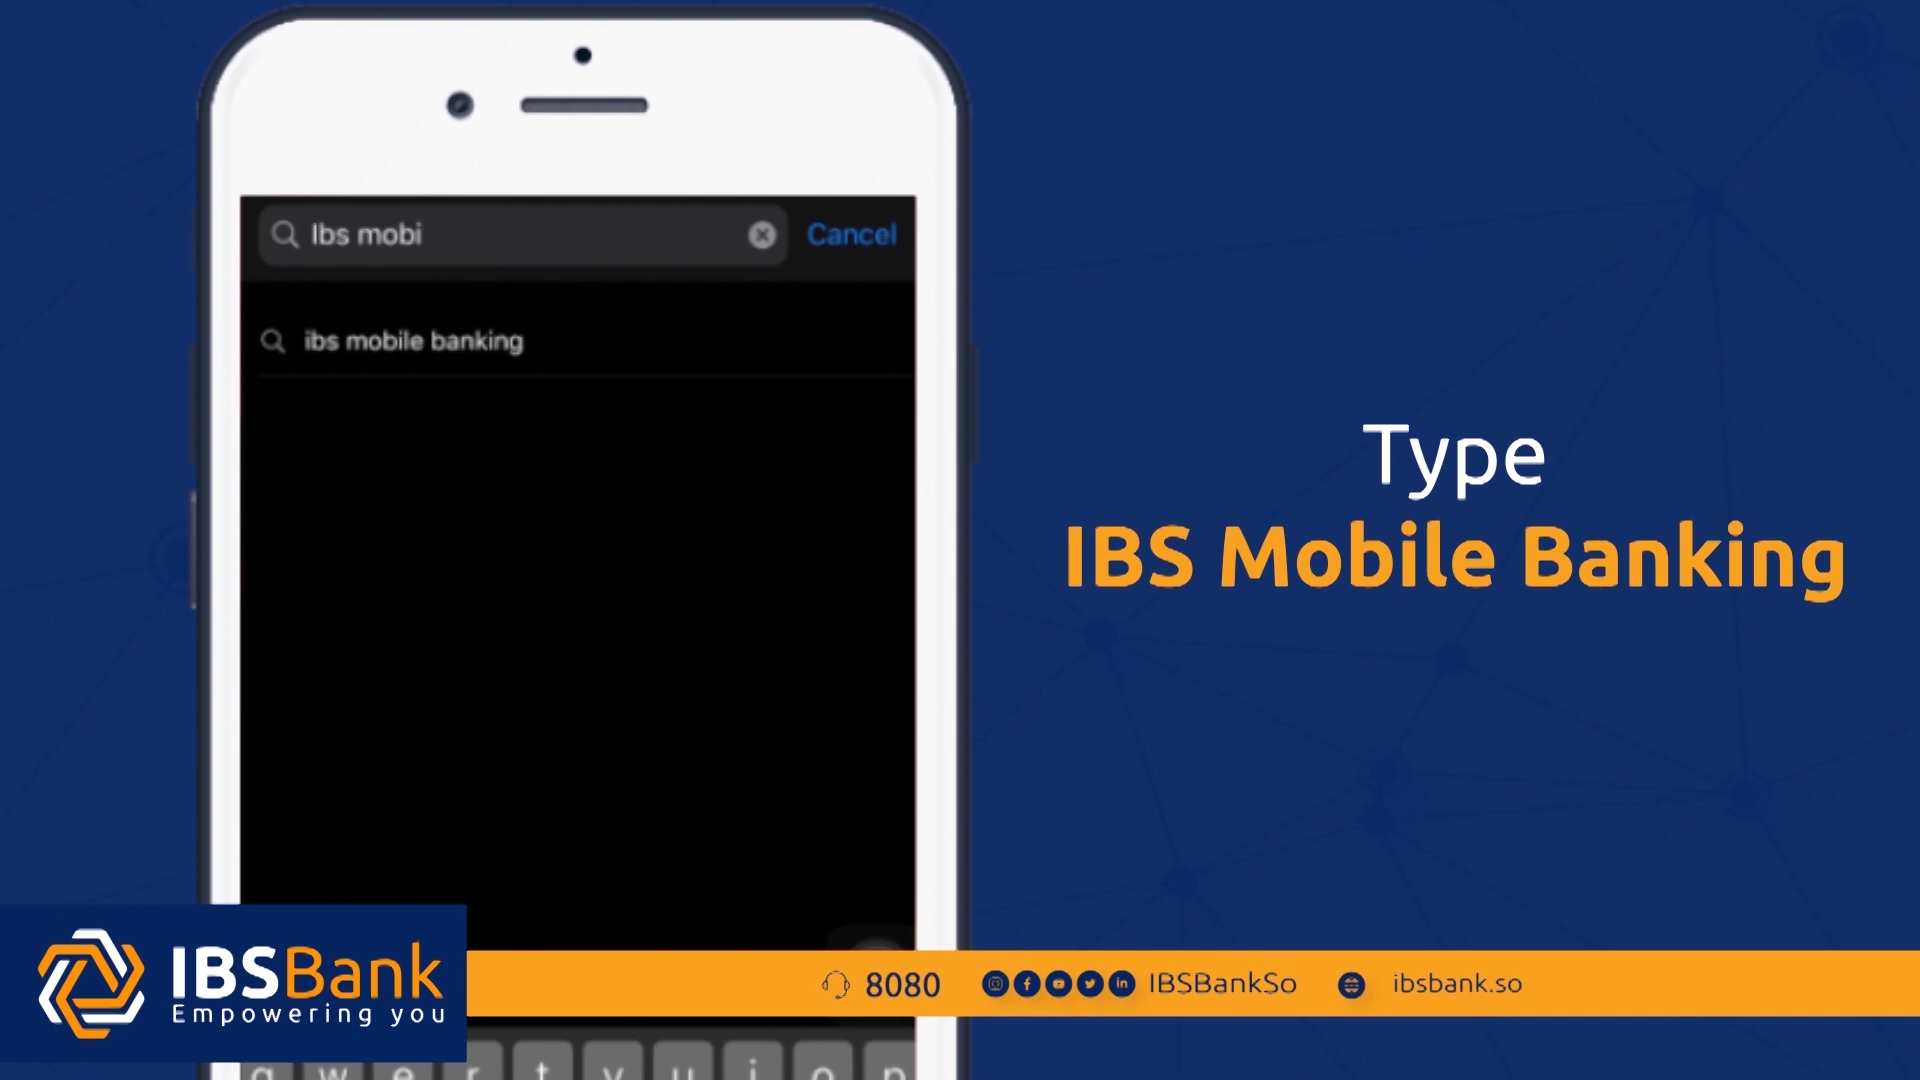 Ibs mobi
Cancel
ibs mobile banking
Type
IBS Mobile Banking
IBSBank
Empowering you
8080
IBSBankSo
ibsbank.so
q w e r t y u i o p